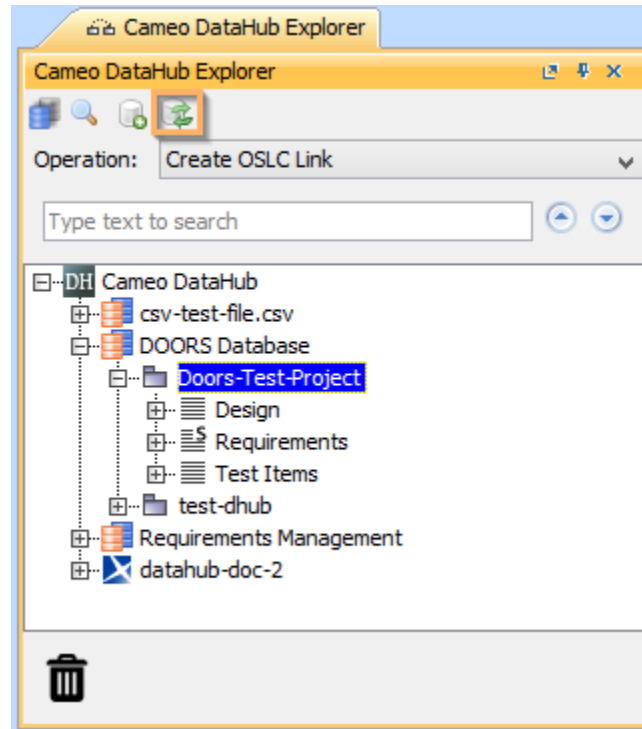 Cameo DataHub Explorer
Cameo DataHub Explorer
Operation: Create OSLC Link
Type text to search
DH Cameo DataHub
csv-test-file.csv
DOORS Database
Doors-Test-Project
Design
S Requirements
Test Items
test-dhub
Requirements Management
datahub-doc-2